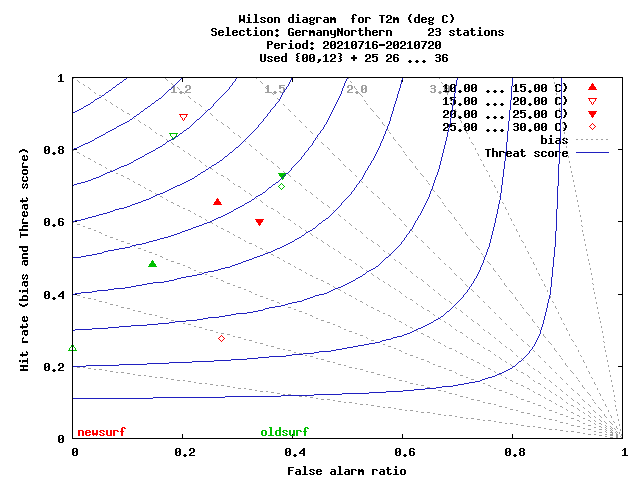 Wilson diagram  for T2m (deg C)
Selection: GermanyNorthern     23 stations
Period: 20210716-20210720
Used {00,12} + 25 26 ... 36
1
0.8
0.6
0.4
0.2
0
Hit rate (bias and Threat score)
1.2
1.5
2.0
10.00 ... 15.00 C)
15.00 ... 20.00 C)
20.00 ... 25.00 C)
25.00 ... 30.00 C)
bias
Threat score
newsurf
oldsurf
0
0.2
0.4
0.6
0.8
1
False alarm ratio